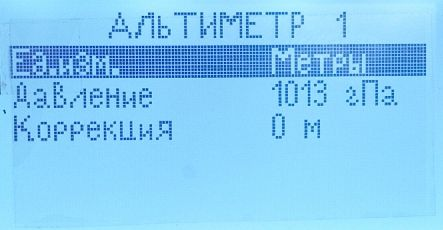 АЛЬТИМЕТР 1
Ед.изм. Метры
Давление 1013 гПа
Коррекция 0 м